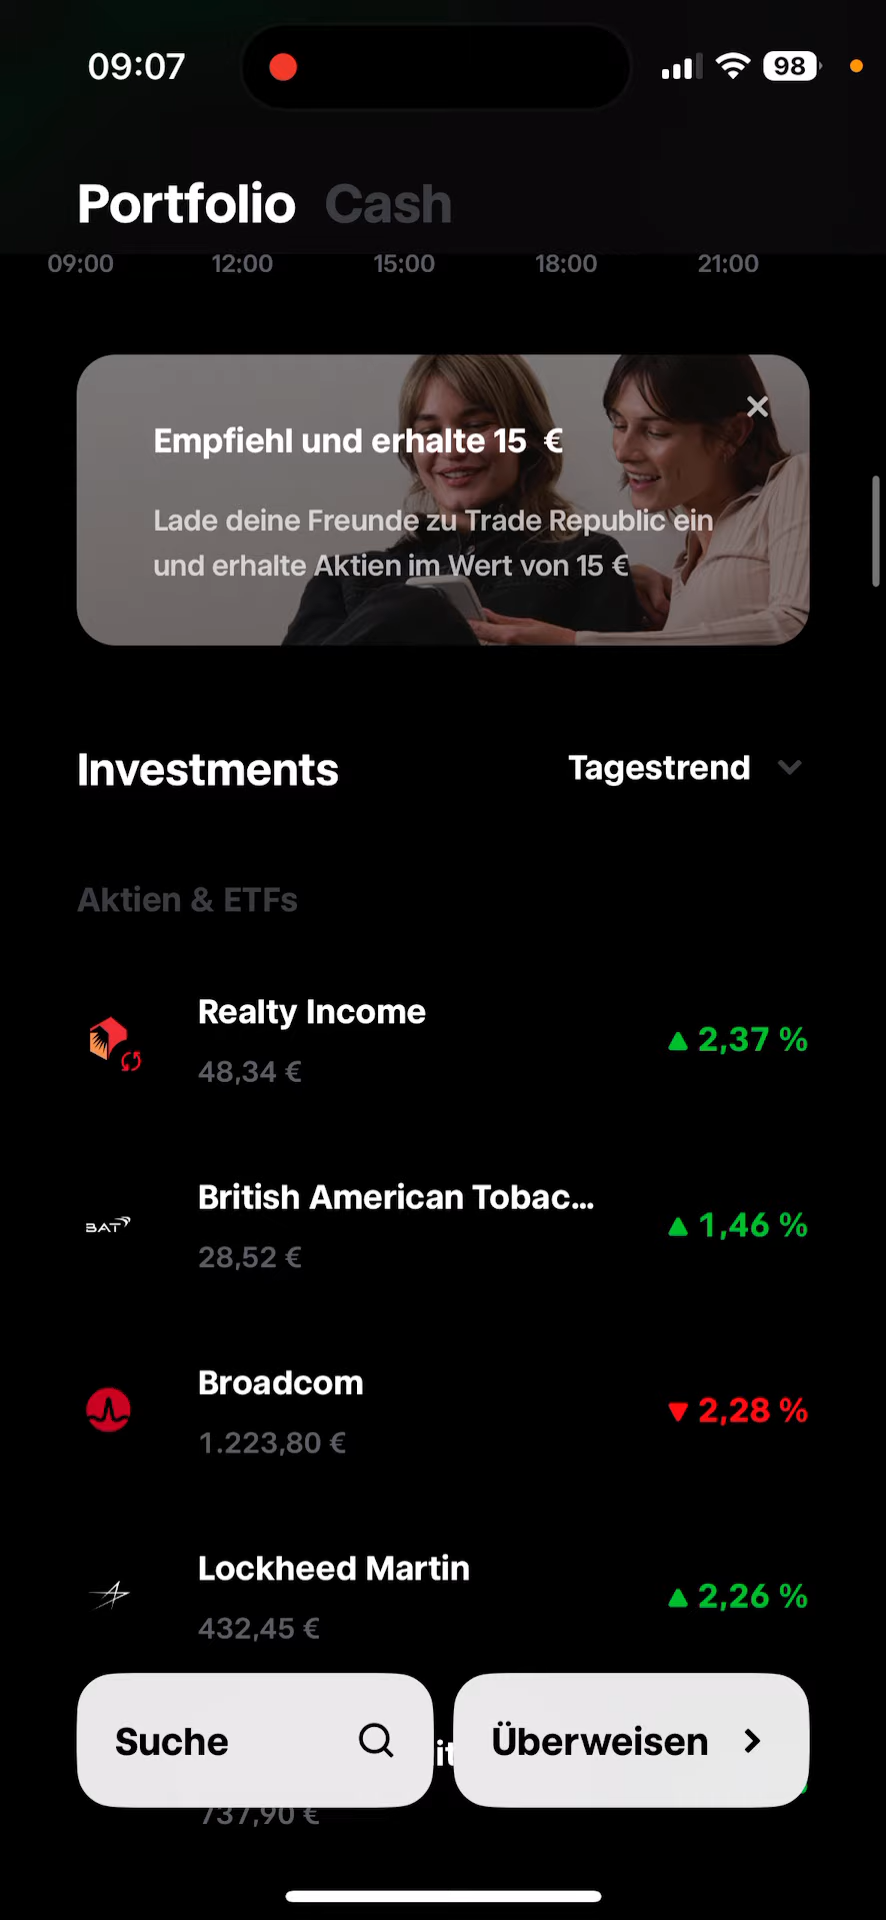 09:07
98
Portfolio Cash
09:00 12:00 15:00 18:00 21:00
Empfiehl und erhalte 15 €
Lade deine Freunde zu Trade Republic ein
und erhalte Aktien im Wert von 15 €
Investments
Tagestrend
Aktien & ETFs
Realty Income
48,34 €
▲ 2,37 %
BAT
British American Tobac...
28,52 €
▲ 1,46 %
Broadcom
1.223,80 €
▼ 2,28 %
Lockheed Martin
432,45 €
▲ 2,26 %
Suche
Überweisen
737,90 €